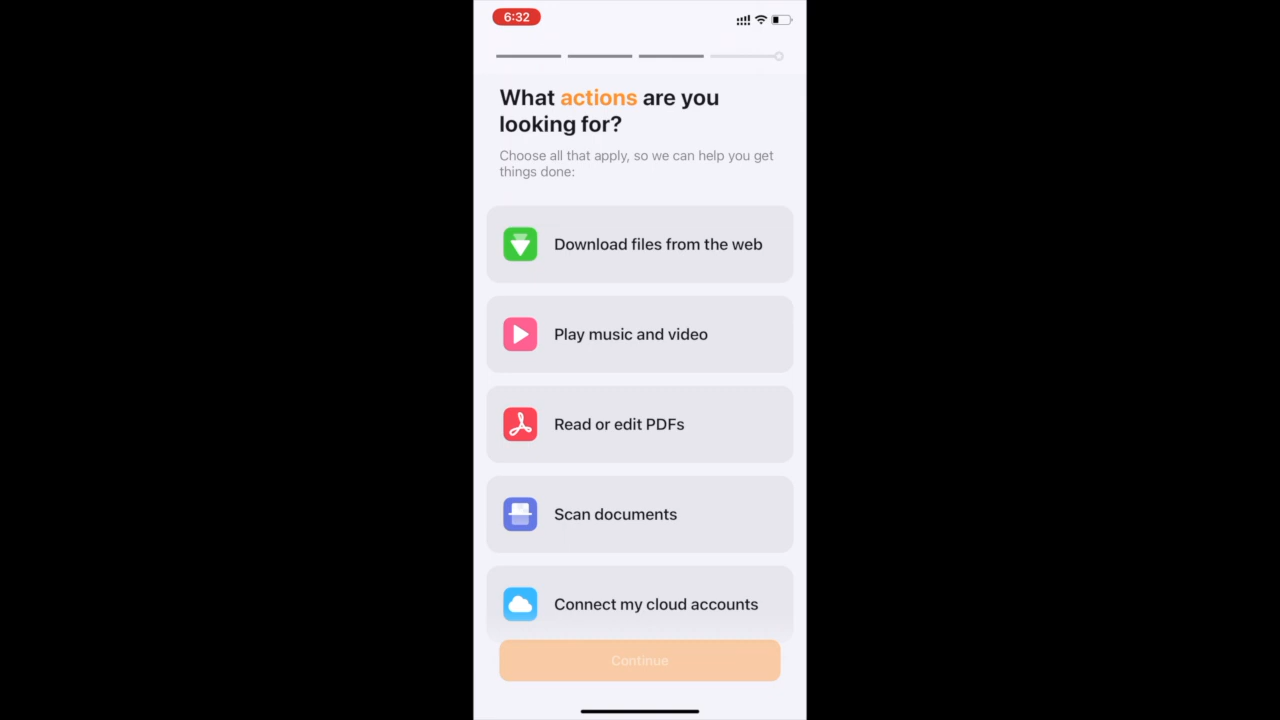 6:32
What actions are you
looking for?
Choose all that apply, so we can help you get
things done:
Download files from the web
Play music and video
Read or edit PDFs
Scan documents
Connect my cloud accounts
Continue